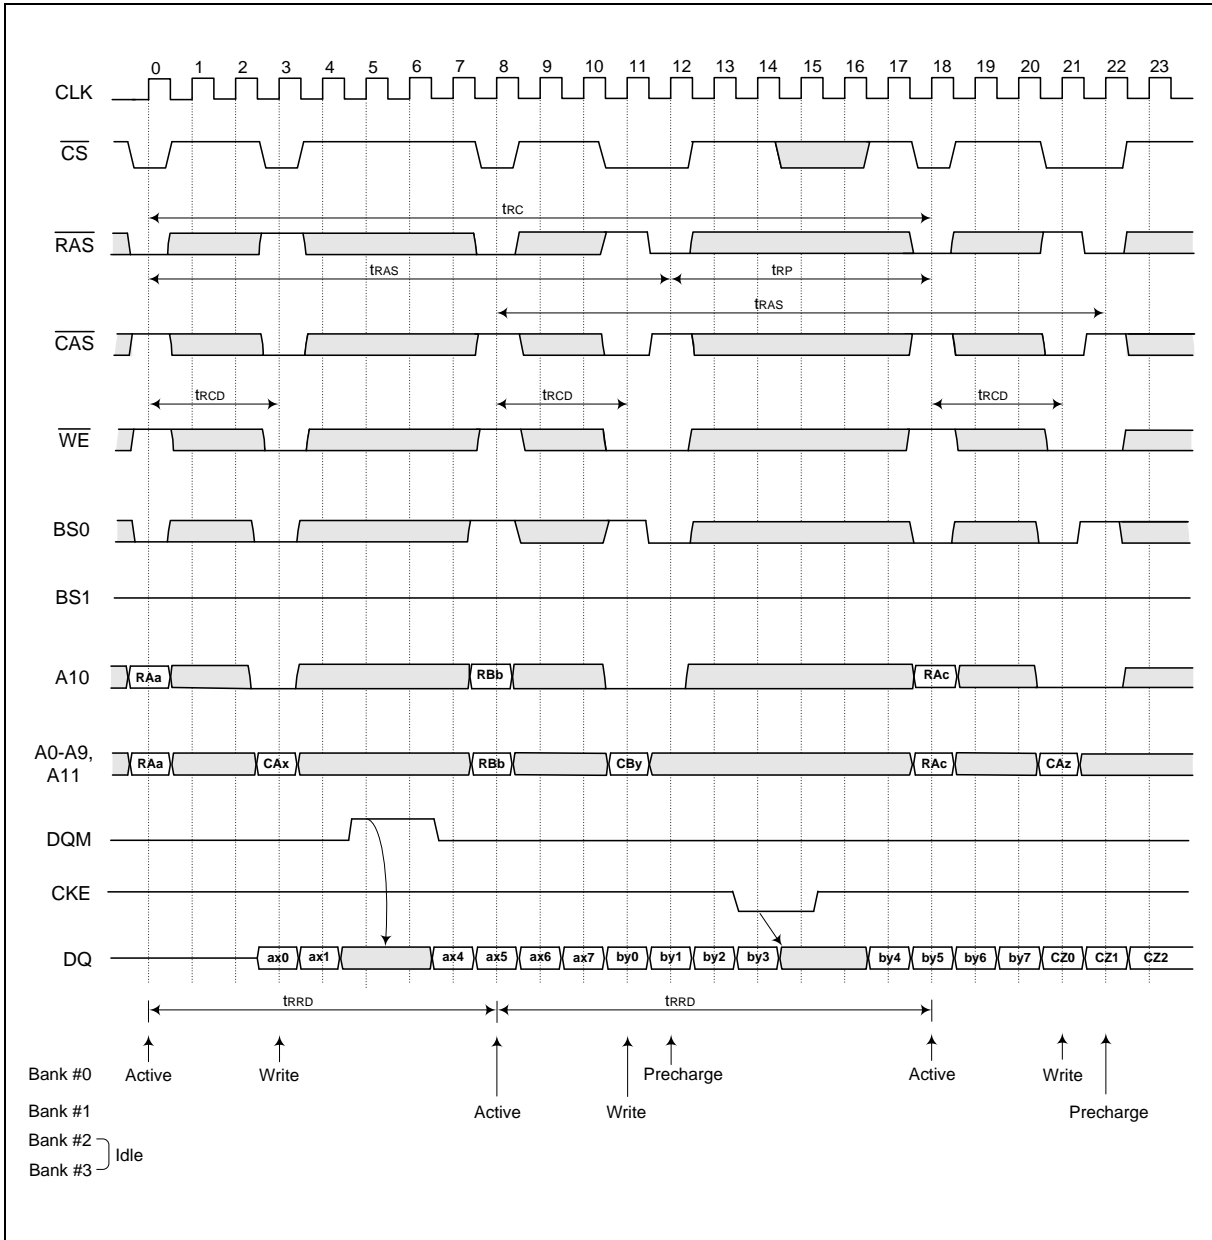 0 1 2 3 4 5 6 7 8 9 10 11 12 13 14 15 16 17 18 19 20 21 22 23
CLK
CS
tRC
RAS
tRAS tRP
tRAS
CAS
tRCD tRCD tRCD
WE
BS0
BS1
A10 RAa RBb RAc
A0-A9,
A11 RAa CAx RBb CBy RAc CAz
DQM
CKE
DQ ax0 ax1 ax4 ax5 ax6 ax7 by0 by1 by2 by3 by4 by5 by6 by7 CZ0 CZ1 CZ2
tRRD tRRD
Bank #0 Active Write Precharge Active Write
Bank #1 Active Write Precharge
Bank #2
Idle
Bank #3